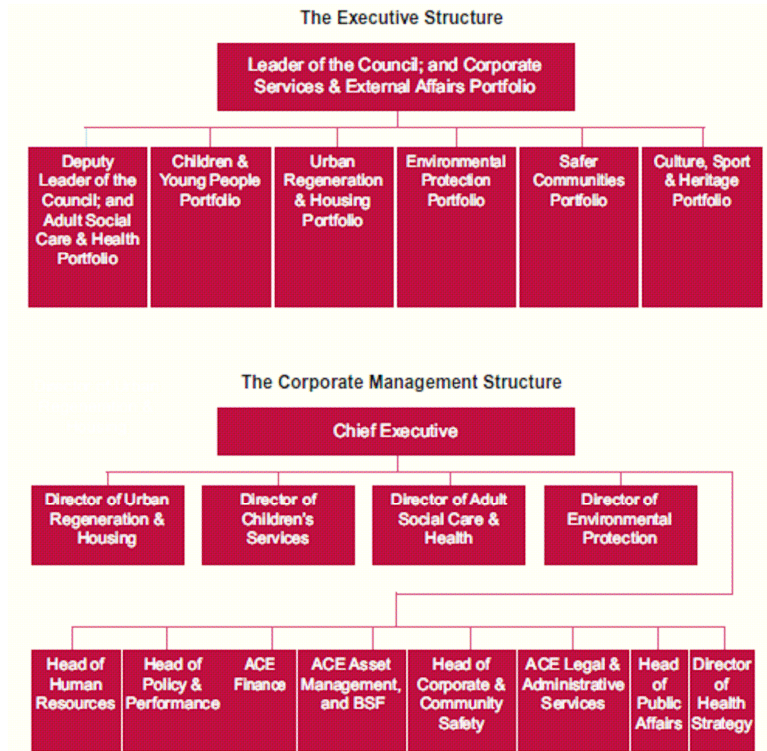 The Executive Structure
Leader of the Council; and Corporate
Services & External Affairs Portfolio
Deputy
Leader of the
Council; and
Adult Social
Care & Health
Portfolio
Children &
Young People
Portfolio
Urban
Regeneration
& Housing
Portfolio
Environmental
Protection
Portfolio
Safer
Communities
Portfolio
Culture, Sport
& Heritage
Portfolio
The Corporate Management Structure
Chief Executive
Director of Urban
Regeneration &
Housing
Director of
Children's
Services
Director of Adult
Social Care &
Health
Director of
Environmental
Protection
Head of
Human
Resources
Head of
Policy &
Performance
ACE
Finance
ACE Asset
Management,
and BSF
Head of
Corporate &
Community
Safety
ACE Legal &
Administrative
Services
Head
of
Public
Affairs
Director
of
Health
Strategy